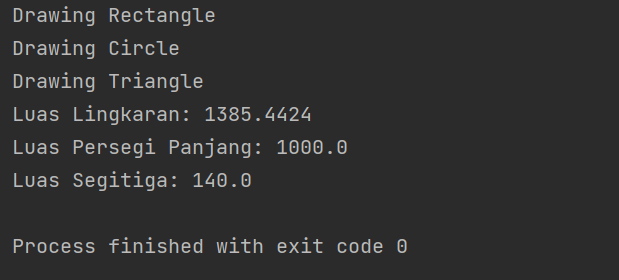 Drawing Rectangle
Drawing Circle
Drawing Triangle
Luas Lingkaran: 1385.4424
Luas Persegi Panjang: 1000.0
Luas Segitiga: 140.0
Process finished with exit code 0